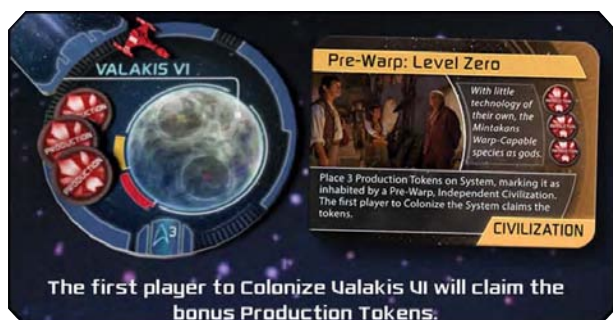 VALAKIS VI
PRODUCTION
PRODUCTION
PRODUCTION
3
Pre-Warp: Level Zero
With little
technology of
their own, the
Mintakans
Warp-Capable
species as gods.
PRODUCTION
PRODUCTION
PRODUCTION
Place 3 Production Tokens on System, marking it as
inhabited by a Pre-Warp, Independent Civilization.
The first player to Colonize the System claims the
tokens.
CIVILIZATION
The first player to Colonize Valakis VI will claim the
bonus Production Tokens.